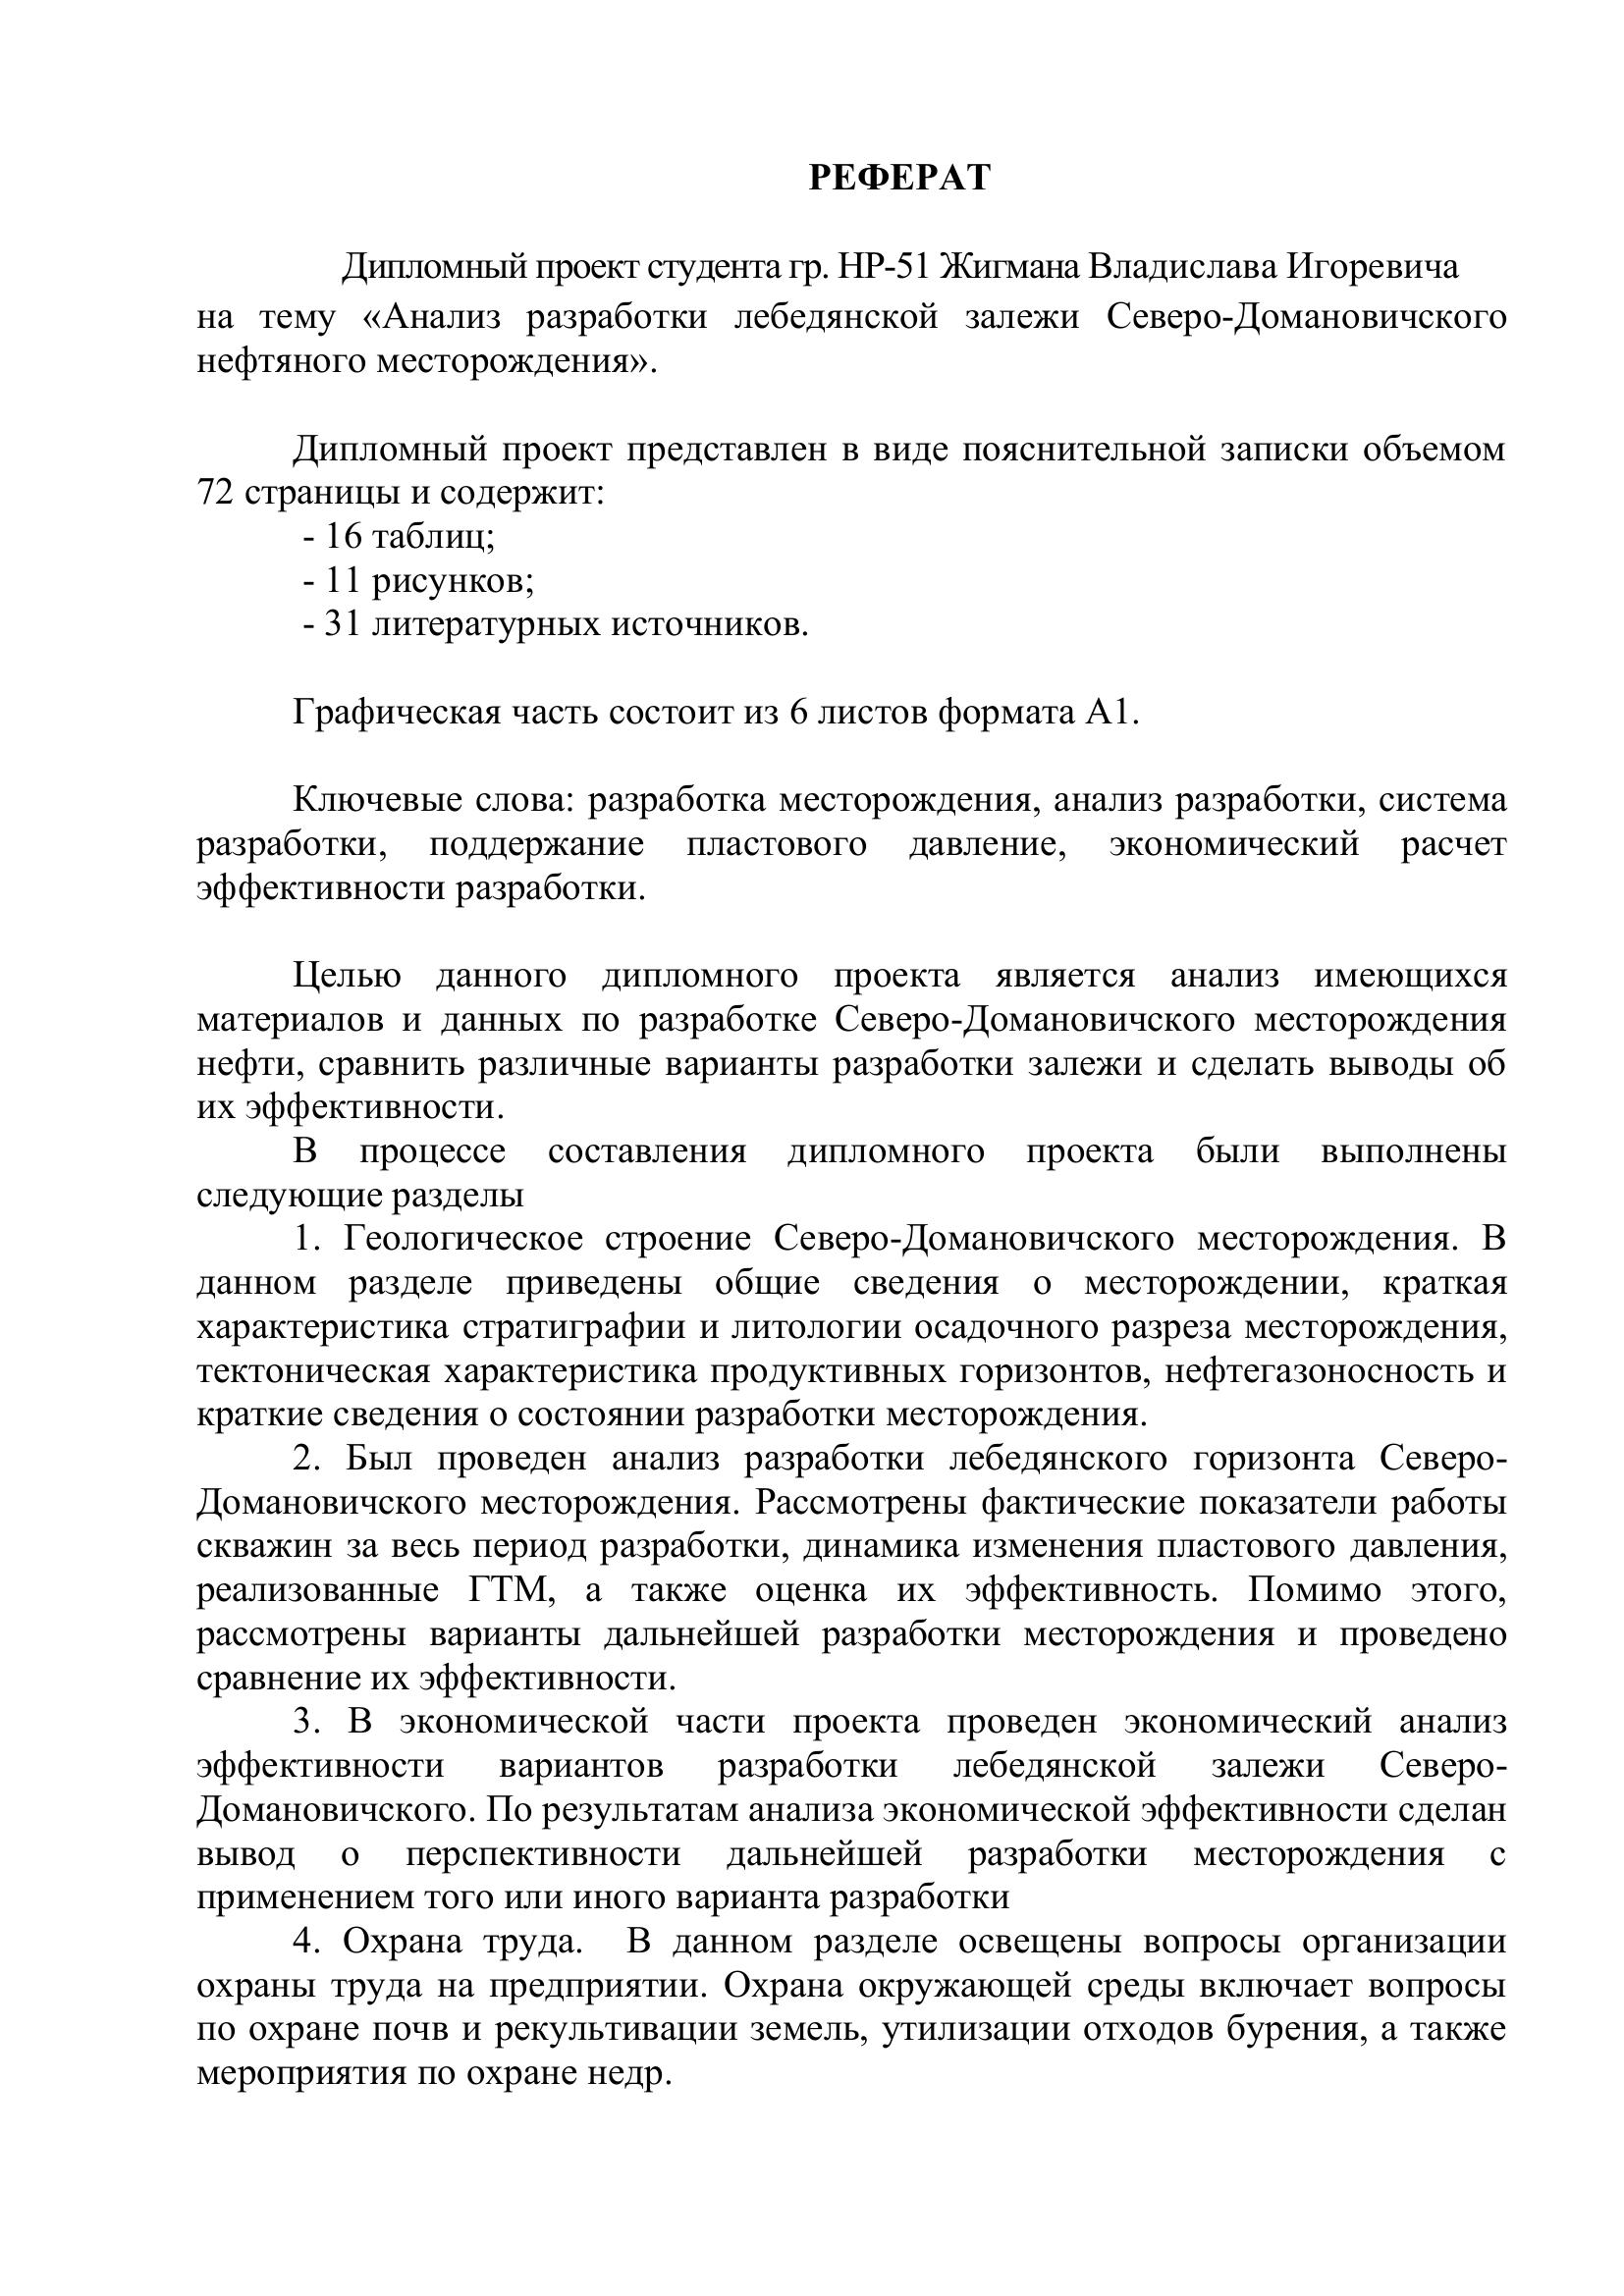 РЕФЕРАТ
Дипломный проект студента гр. НР-51 Жигмана Владислава Игоревича
на тему «Анализ разработки лебедянской залежи Северо-Домановичского
нефтяного месторождения».
Дипломный проект представлен в виде пояснительной записки объемом
72 страницы и содержит:
- 16 таблиц;
- 11 рисунков;
- 31 литературных источников.
Графическая часть состоит из 6 листов формата А1.
Ключевые слова: разработка месторождения, анализ разработки, система
разработки, поддержание пластового давление, экономический расчет
эффективности разработки.
Целью данного дипломного проекта является анализ имеющихся
материалов и данных по разработке Северо-Домановичского месторождения
нефти, сравнить различные варианты разработки залежи и сделать выводы об
их эффективности.
В процессе составления дипломного проекта были выполнены
следующие разделы
1. Геологическое строение Северо-Домановичского месторождения. В
данном разделе приведены общие сведения о месторождении, краткая
характеристика стратиграфии и литологии осадочного разреза месторождения,
тектоническая характеристика продуктивных горизонтов, нефтегазоносность и
краткие сведения о состоянии разработки месторождения.
2. Был проведен анализ разработки лебедянского горизонта Северо-
Домановичского месторождения. Рассмотрены фактические показатели работы
скважин за весь период разработки, динамика изменения пластового давления,
реализованные ГТМ, а также оценка их эффективность. Помимо этого,
рассмотрены варианты дальнейшей разработки месторождения и проведено
сравнение их эффективности.
3. В экономической части проекта проведен экономический анализ
эффективности вариантов разработки лебедянской залежи Северо-
Домановичского. По результатам анализа экономической эффективности сделан
вывод о перспективности дальнейшей разработки месторождения с
применением того или иного варианта разработки
4. Охрана труда. В данном разделе освещены вопросы организации
охраны труда на предприятии. Охрана окружающей среды включает вопросы
по охране почв и рекультивации земель, утилизации отходов бурения, а также
мероприятия по охране недр.